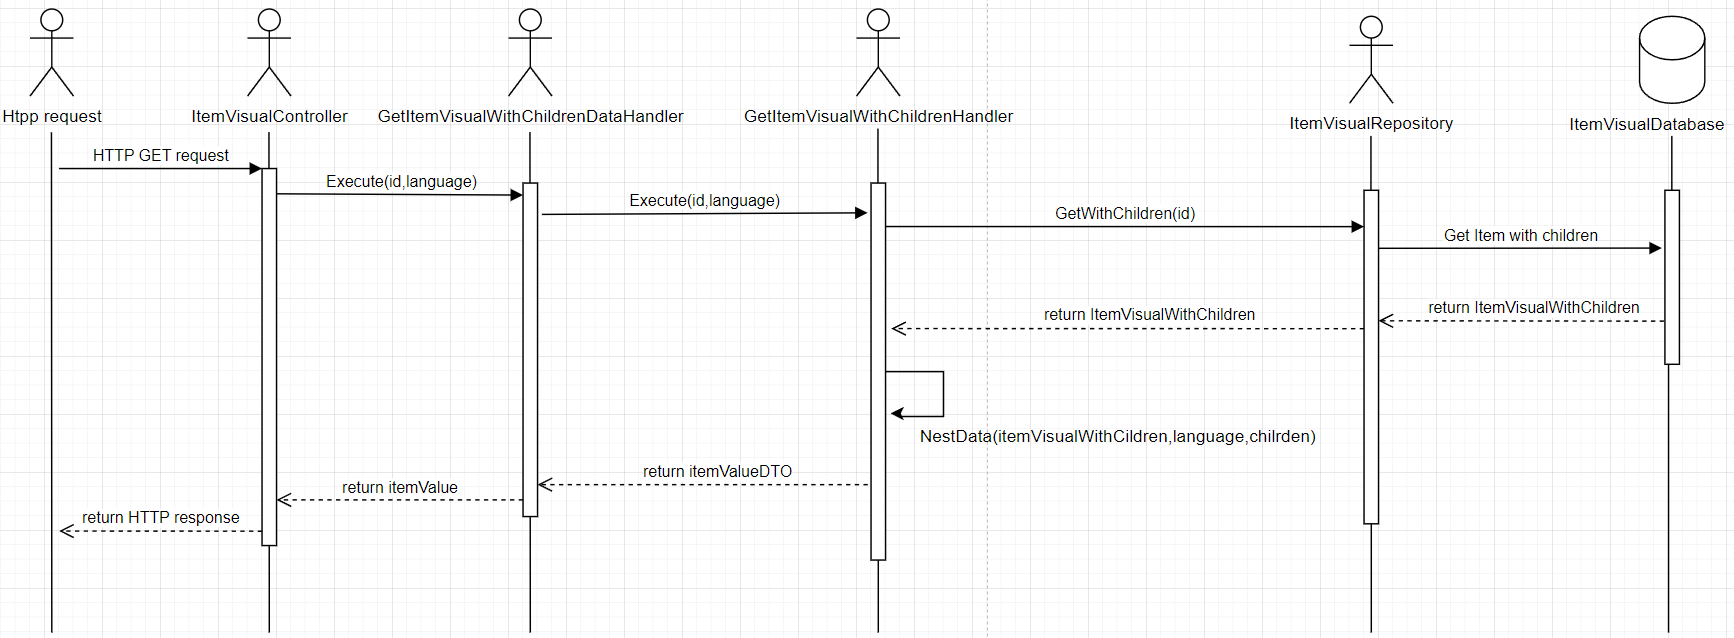 Htpp request
ItemVisualController
GetItemVisualWithChildrenDataHandler
GetItemVisualWithChildrenHandler
ItemVisualRepository
ItemVisualDatabase
HTTP GET request
Execute(id,language)
Execute(id,language)
GetWithChildren(id)
Get Item with children
return ItemVisualWithChildren
return ItemVisualWithChildren
NestData(itemVisualWithCildren,language,chilrden)
return itemValueDTO
return itemValue
return HTTP response